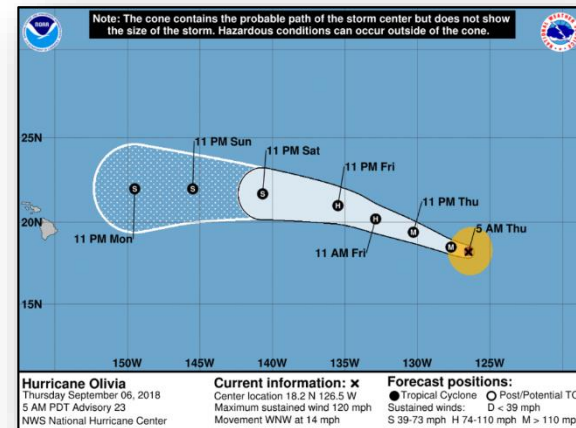 Note: The cone contains the probable path of the storm center but does not show
the size of the storm. Hazardous conditions can occur outside of the cone.
NOAA
25N
20N
15N
11 PM Sun
11 PM Sat
11 PM Fri
11 PM Thu
5 AM Thu
11 PM Mon
11 AM Fri
S
S
S
H
H
M
M
150W
145W
140W
135W
130W
125W
Hurricane Olivia
Thursday September 06, 2018
5 AM PDT Advisory 23
NWS National Hurricane Center
Current information: ×
Center location 18.2 N 126.5 W
Maximum sustained wind 120 mph
Movement WNW at 14 mph
Forecast positions:
● Tropical Cyclone ○ Post/Potential TC
Sustained winds: D < 39 mph
S 39-73 mph H 74-110 mph M > 110 mp